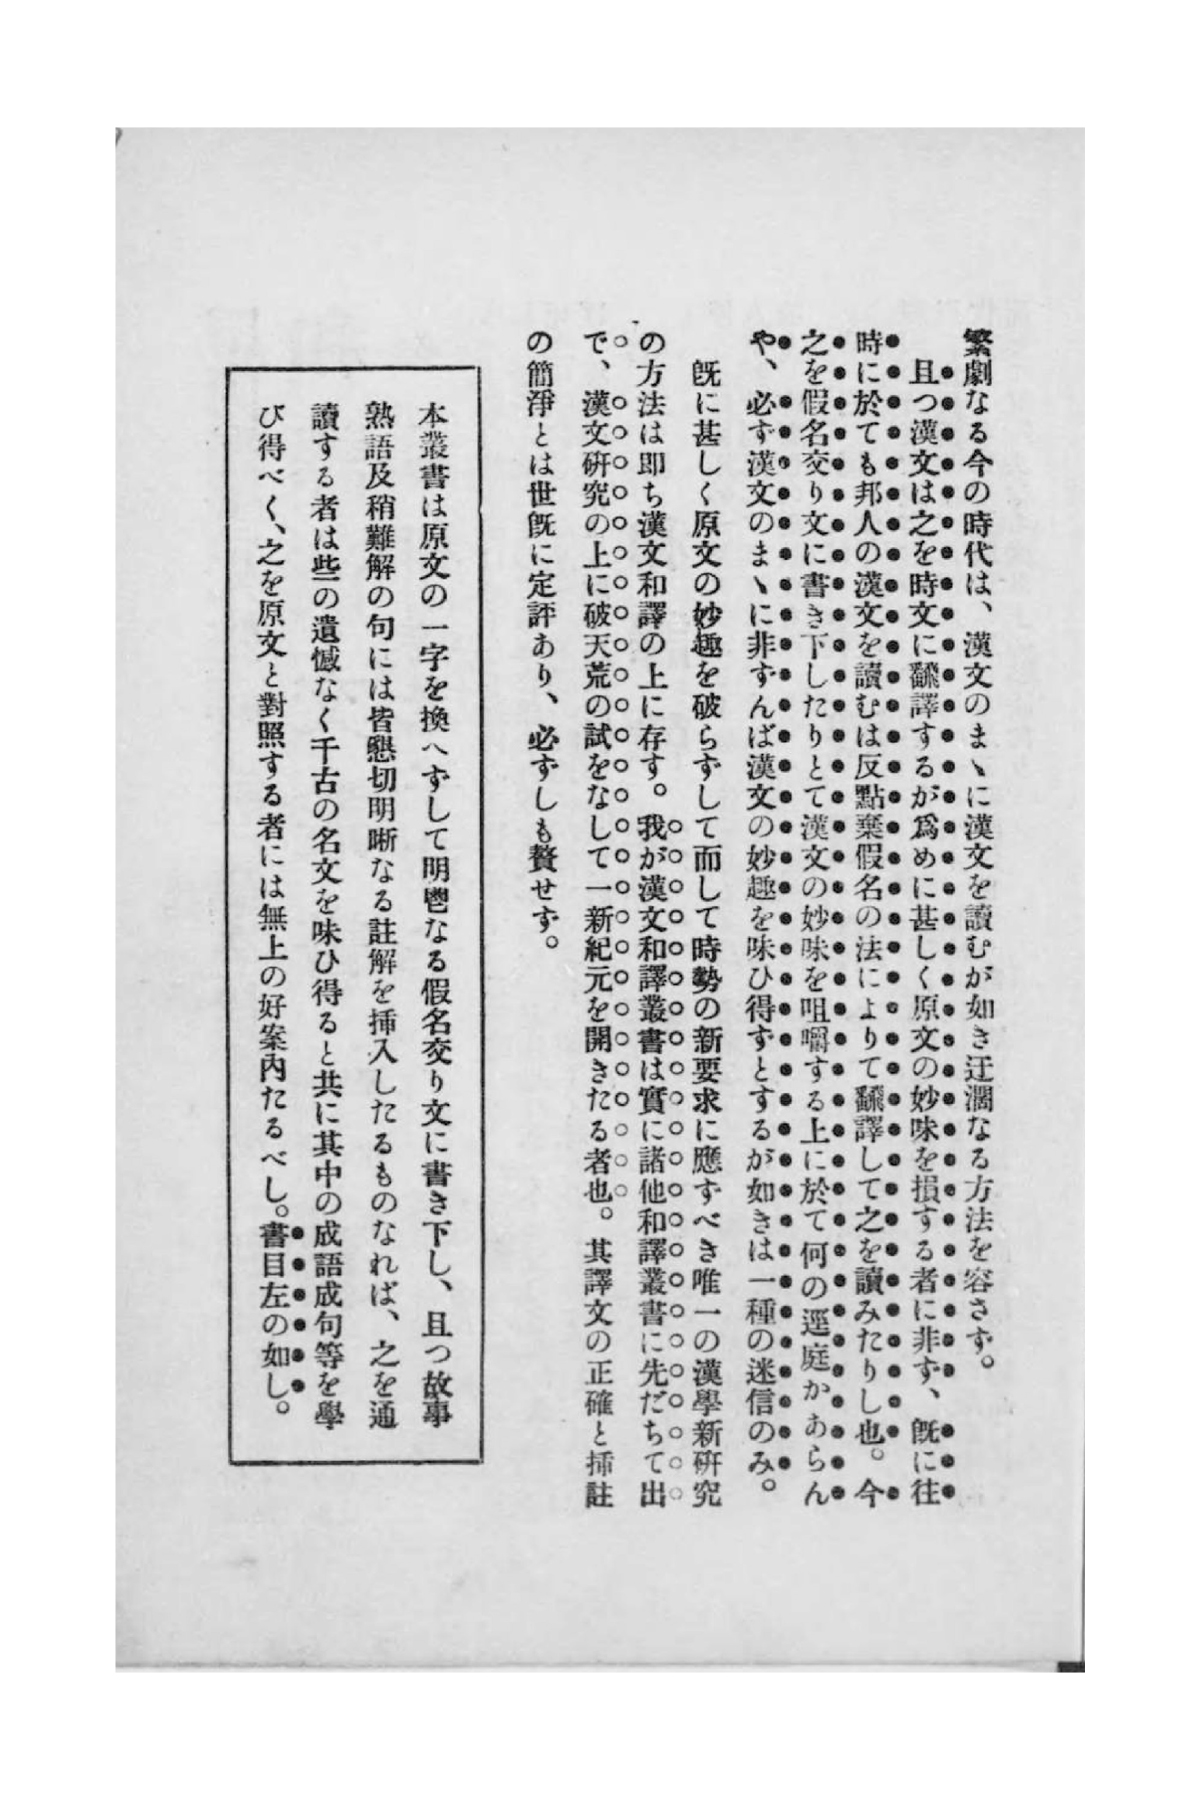 繁劇なる今の時代は、漢文のまゝに漢文を讀むが如き迂濶なる方法を容さず。
且つ漢文は之を時文に飜譯するが爲めに甚しく原文の妙味を損する者に非ず、既に往
時に於ても邦人の漢文を讀むは反點棄假名の法によりて飜譯して之を讀みたりし也。今
之を假名交り文に書き下したりとて漢文の妙味を咀嚼する上に於て何の逕庭かあらん
や、必ず漢文のまゝに非ずんば漢文の妙趣を味ひ得ずとするが如きは一種の迷信のみ。
既に甚しく原文の妙趣を破らずして而して時勢の新要求に應ずべき唯一の漢學新硏究
の方法は即ち漢文和譯の上に存す。我が漢文和譯叢書は實に諸他和譯叢書に先だちて出
で、漢文硏究の上に破天荒の試をなして一新紀元を開きたる者也。其譯文の正確と揷註
の簡淨とは世既に定評あり、必ずしも贅せず。
本叢書は原文の一字を換へずして明鬯なる假名交り文に書き下し、且つ故事
熟語及稍難解の句には皆懇切明晰なる註解を揷入したるものなれば、之を通
讀する者は些の遺憾なく千古の名文を味ひ得ると共に其中の成語成句等を學
び得べく、之を原文と對照する者には無上の好案內たるべし。書目左の如し。